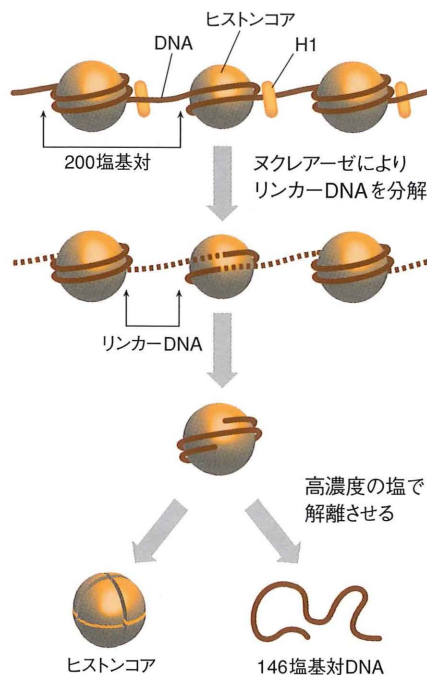 ヒストンコア
DNA
H1
200塩基対
ヌクレアーゼにより
リンカーDNAを分解
リンカーDNA
高濃度の塩で
解離させる
ヒストンコア
146塩基対DNA